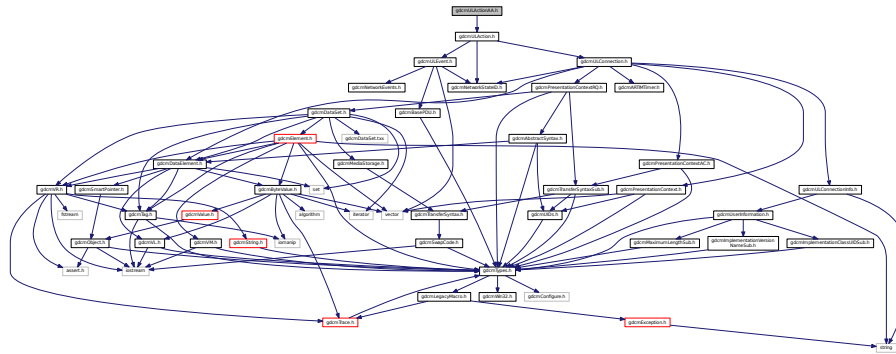 gdcmULActionAA.h
gdcmULAction.h
gdcmULEvent.h
gdcmULConnection.h
gdcmNetworkEvents.h
gdcmNetworkStateID.h
gdcmPresentationContextRQ.h
gdcmARTIMTimer.h
gdcmDataSet.h
gdcmBasePDU.h
gdcmElement.h
gdcmDataSet.txx
gdcmAbstractSyntax.h
gdcmDataElement.h
gdcmMediaStorage.h
gdcmPresentationContextAC.h
gdcmVR.h
gdcmSmartPointer.h
gdcmByteValue.h
set
gdcmTransferSyntaxSub.h
gdcmPresentationContext.h
gdcmULConnectionInfo.h
fstream
gdcmTag.h
gdcmValue.h
algorithm
iterator
vector
gdcmTransferSyntax.h
gdcmUIDs.h
gdcmUserInformation.h
gdcmObject.h
gdcmVL.h
gdcmVM.h
gdcmString.h
iomanip
gdcmSwapCode.h
gdcmMaximumLengthSub.h
gdcmImplementationVersion
NameSub.h
gdcmImplementationClassUIDSub.h
assert.h
iostream
gdcmTypes.h
gdcmLegacyMacro.h
gdcmWin32.h
gdcmConfigure.h
gdcmTrace.h
gdcmException.h
string